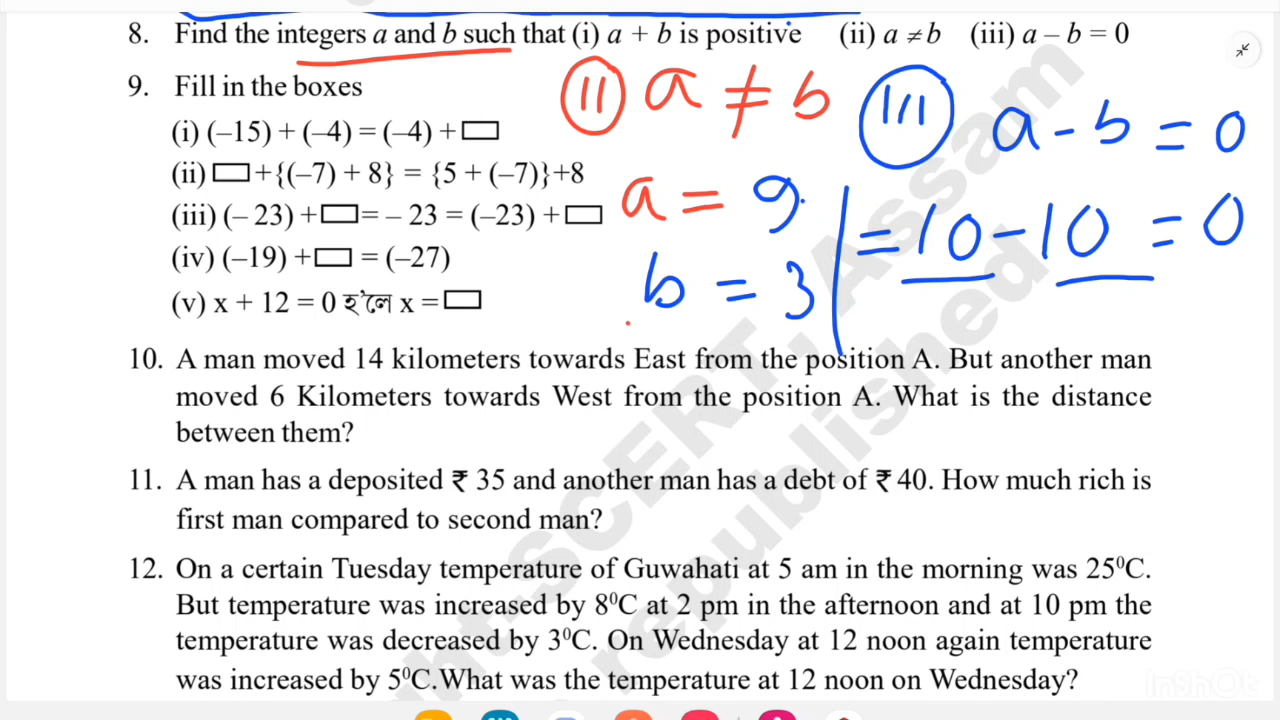 8. Find the integers a and b such that (i) a + b is positive (ii) a ≠ b (iii) a – b = 0
9. Fill in the boxes
(ii) a ≠ b (iii) a - b = 0
(i) (–15) + (–4) = (–4) + ▭
(ii) ▭ +{(–7) + 8} = {5 + (–7)}+8
(iii) (– 23) + ▭ = – 23 = (–23) + ▭
a = 9
= 10 - 10 = 0
(iv) (–19) + ▭ = (–27)
b = 3
(v) x + 12 = 0 হ’লে x = ▭
10. A man moved 14 kilometers towards East from the position A. But another man
moved 6 Kilometers towards West from the position A. What is the distance
between them?
11. A man has a deposited ₹ 35 and another man has a debt of ₹ 40. How much rich is
first man compared to second man?
12. On a certain Tuesday temperature of Guwahati at 5 am in the morning was 25⁰C.
But temperature was increased by 8⁰C at 2 pm in the afternoon and at 10 pm the
temperature was decreased by 3⁰C. On Wednesday at 12 noon again temperature
was increased by 5⁰C.What was the temperature at 12 noon on Wednesday?
ght-SCERT, Assam
republished
InShOt